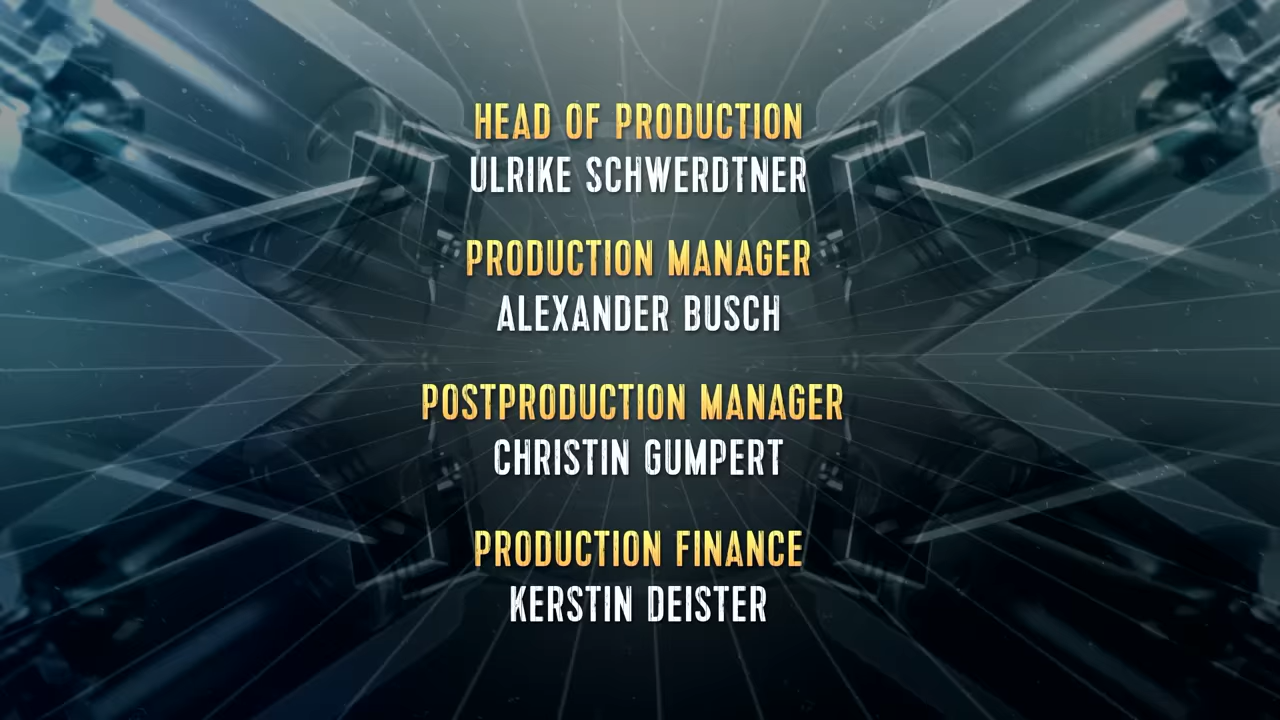 HEAD OF PRODUCTION
ULRIKE SCHWERDTNER
PRODUCTION MANAGER
ALEXANDER BUSCH
POSTPRODUCTION MANAGER
CHRISTIN GUMPERT
PRODUCTION FINANCE
KERSTIN DEISTER